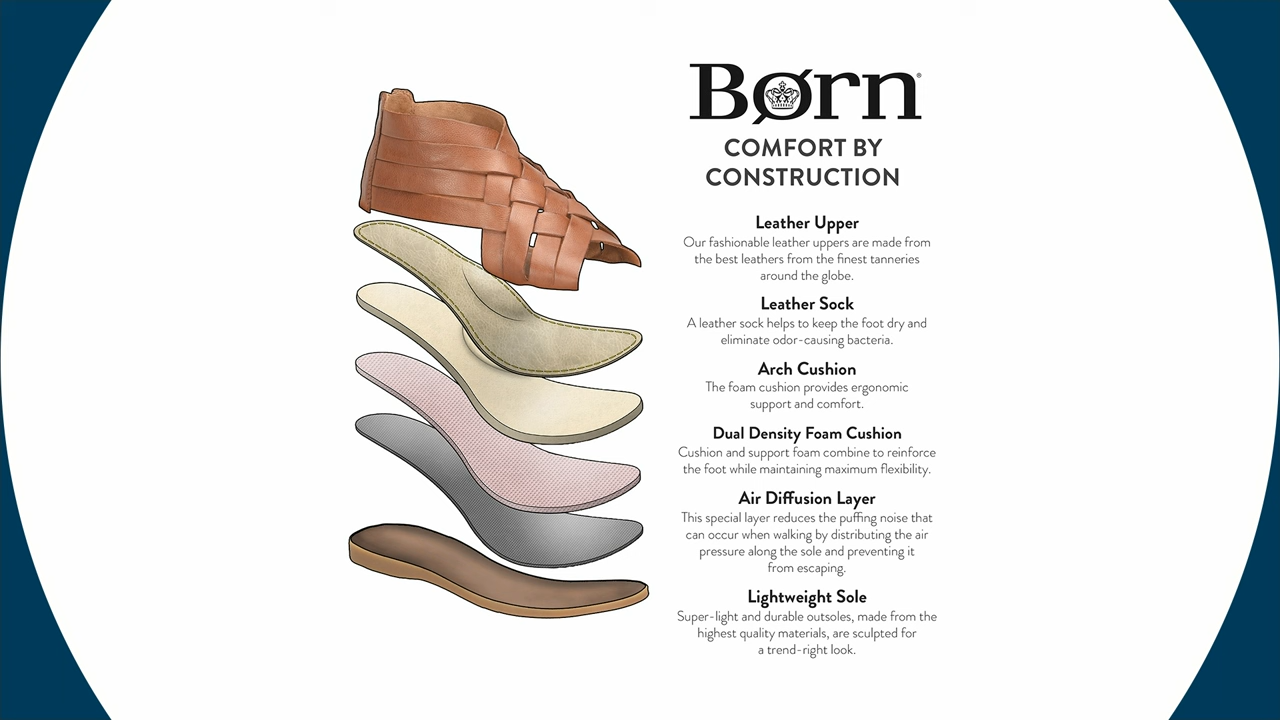 Børn®
COMFORT BY
CONSTRUCTION
Leather Upper
Our fashionable leather uppers are made from
the best leathers from the finest tanneries
around the globe.
Leather Sock
A leather sock helps to keep the foot dry and
eliminate odor-causing bacteria.
Arch Cushion
The foam cushion provides ergonomic
support and comfort.
Dual Density Foam Cushion
Cushion and support foam combine to reinforce
the foot while maintaining maximum flexibility.
Air Diffusion Layer
This special layer reduces the puffing noise that
can occur when walking by distributing the air
pressure along the sole and preventing it
from escaping.
Lightweight Sole
Super-light and durable outsoles, made from the
highest quality materials, are sculpted for
a trend-right look.